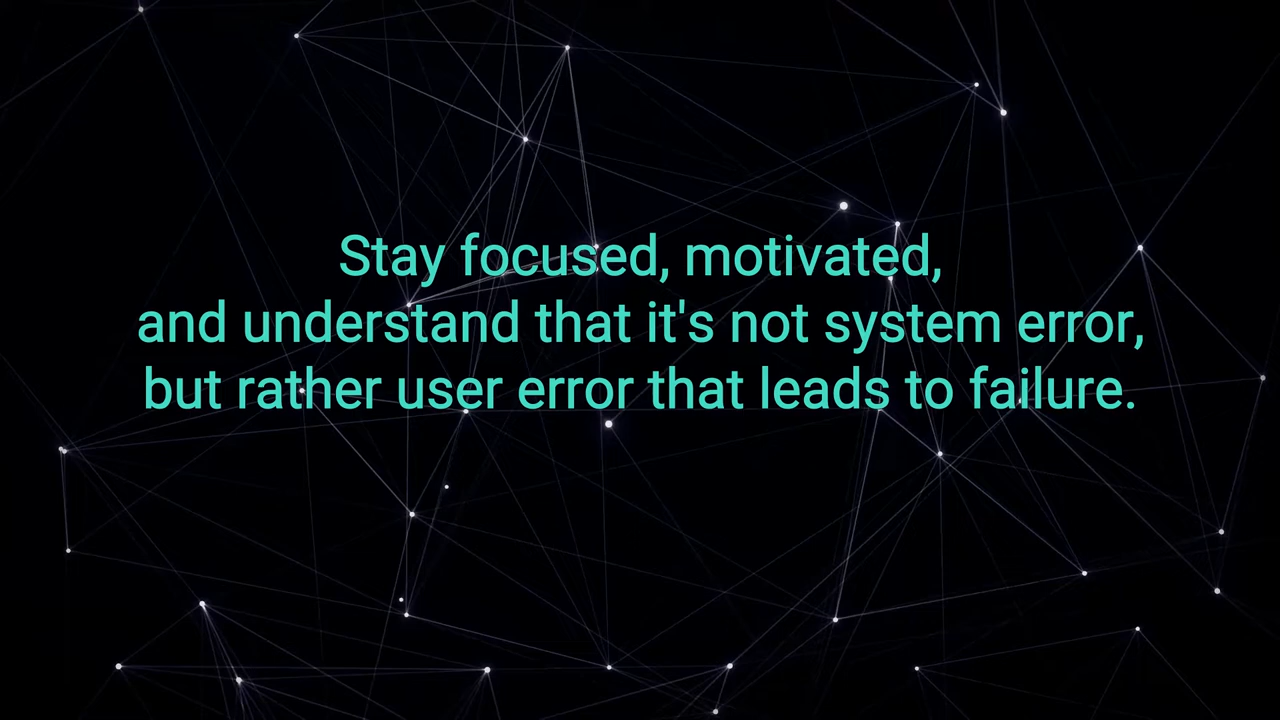 Stay focused, motivated,
and understand that it's not system error,
but rather user error that leads to failure.